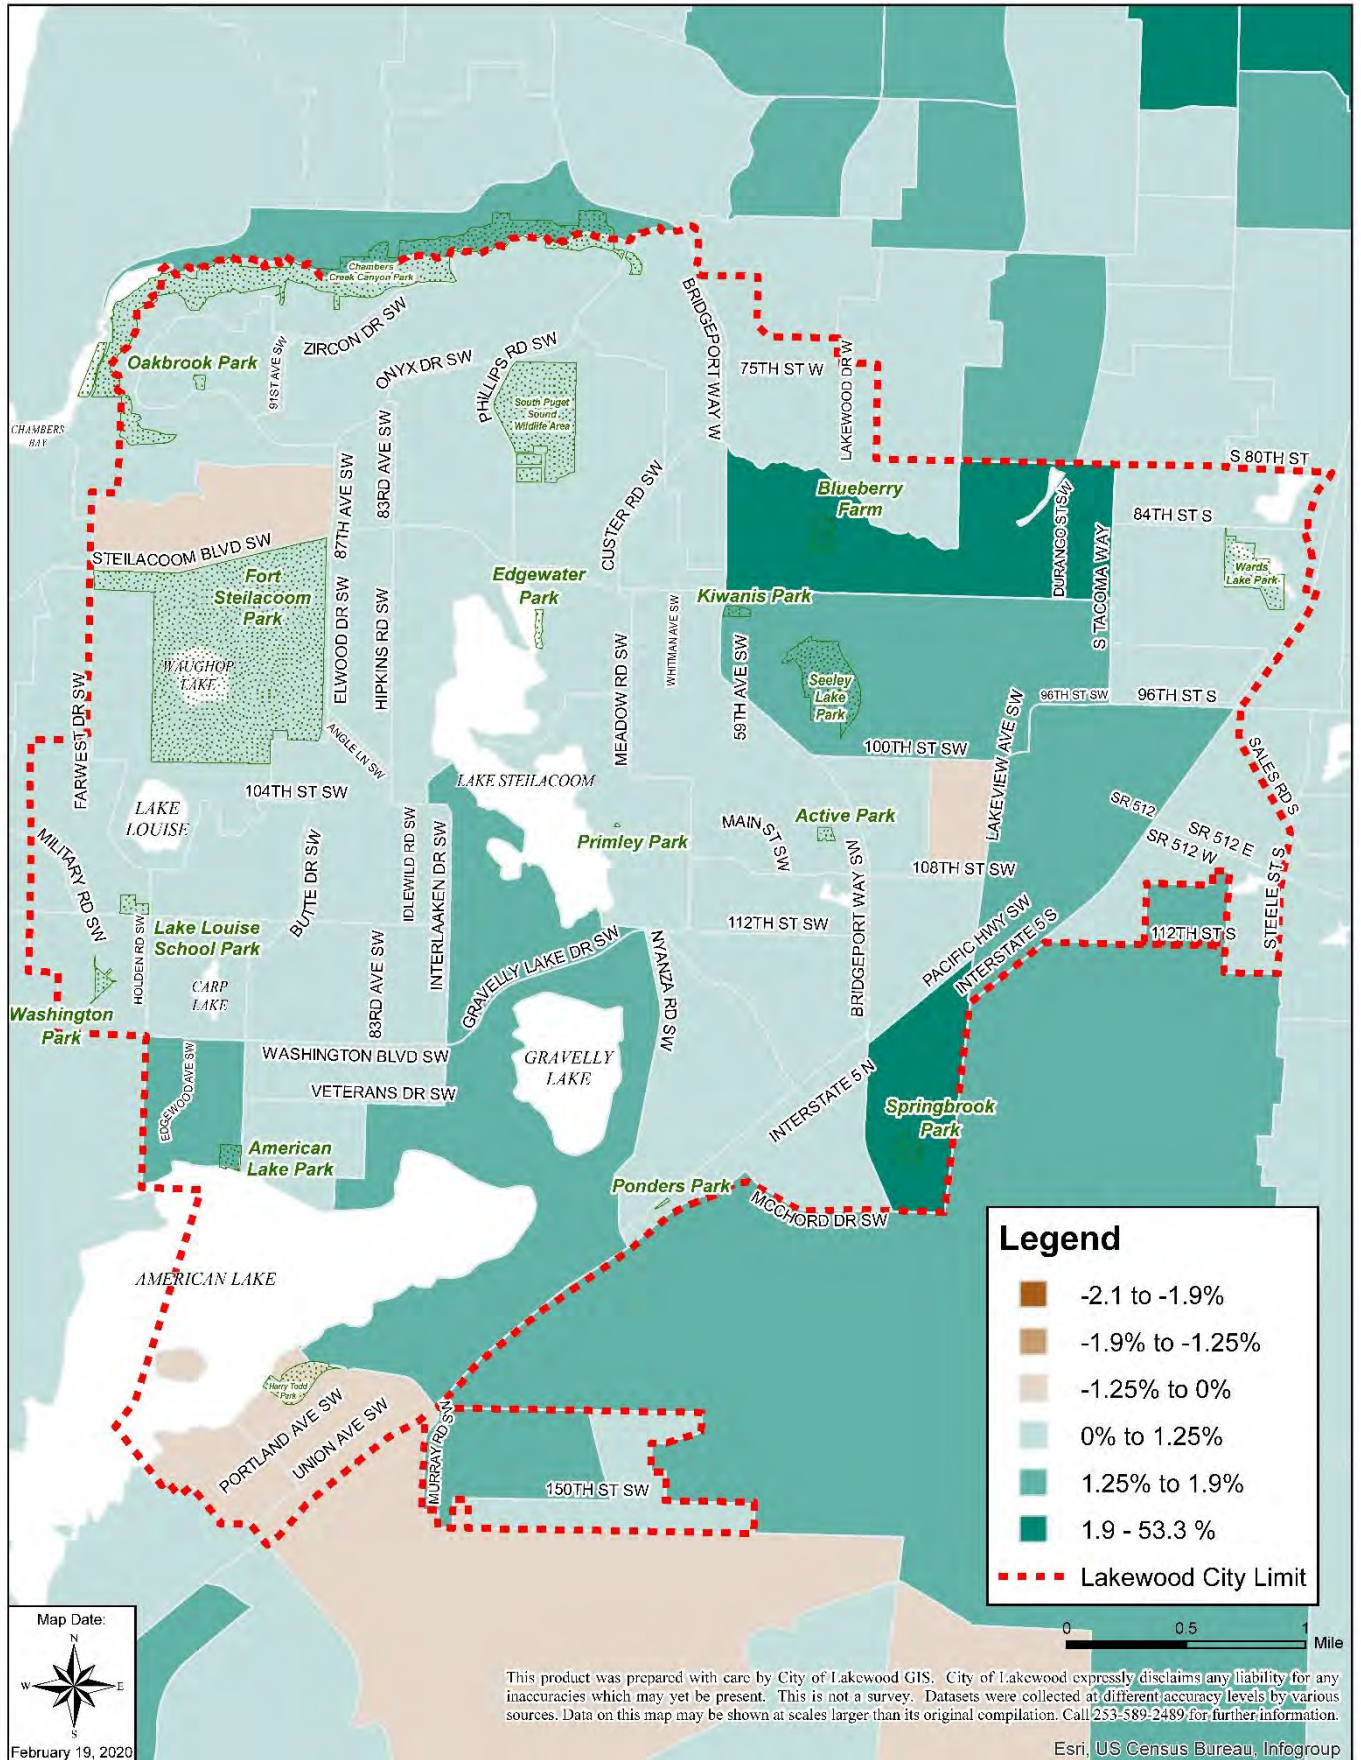 Chambers
Creek Canyon Park
ZIRCON DR SW
BRIDGEPORT WAY W
Oakbrook Park
91ST AVE SW
ONYX DR SW
PHILLIPS RD SW
75TH ST W
LAKEWOOD DR W
South Puget
Sound
Wildlife Area
CHAMBERS
BAY
83RD AVE SW
87TH AVE SW
S 80TH ST
CUSTER RD SW
Blueberry
Farm
DURANGO ST SW
84TH ST S
S TACOMA WAY
STEILACOOM BLVD SW
Fort
Steilacoom
Park
Edgewater
Park
Wards
Lake Park
ELWOOD DR SW
HIPKINS RD SW
Kiwanis Park
WHITMAN AVE SW
MEADOW RD SW
59TH AVE SW
WAUGHOP
LAKE
Seeley
Lake
Park
FARWEST DR SW
96TH ST SW
96TH ST S
ANGLE LN SW
100TH ST SW
LAKEVIEW AVE SW
SALES RD S
LAKE STEILACOOM
104TH ST SW
LAKE
LOUISE
SR 512
SR 512 E
SR 512 W
MAIN ST SW
Active Park
Primley Park
MILITARY RD SW
BUTTE DR SW
IDLEWILD RD SW
INTERLAAKEN DR SW
108TH ST SW
BRIDGEPORT WAY SW
STEELE ST S
Lake Louise
School Park
HOLDEN RD SW
112TH ST SW
112TH ST S
PACIFIC HWY SW
INTERSTATE 5 S
GRAVELLY LAKE DR SW
NYANZA RD SW
83RD AVE SW
CARP
LAKE
Washington
Park
WASHINGTON BLVD SW
GRAVELLY
LAKE
EDGEWOOD AVE SW
VETERANS DR SW
INTERSTATE 5 N
Springbrook
Park
American
Lake Park
Ponders Park
MCCHORD DR SW
AMERICAN LAKE
Harry Todd
Park
PORTLAND AVE SW
UNION AVE SW
MURRAY RD SW
150TH ST SW
Legend
-2.1 to -1.9%
-1.9% to -1.25%
-1.25% to 0%
0% to 1.25%
1.25% to 1.9%
1.9 - 53.3 %
Lakewood City Limit
0 0.5 1
Mile
Map Date:
N
W E
S
February 19, 2020
This product was prepared with care by City of Lakewood GIS. City of Lakewood expressly disclaims any liability for any
inaccuracies which may yet be present. This is not a survey. Datasets were collected at different accuracy levels by various
sources. Data on this map may be shown at scales larger than its original compilation. Call 253-589-2489 for further information.
Esri, US Census Bureau, Infogroup